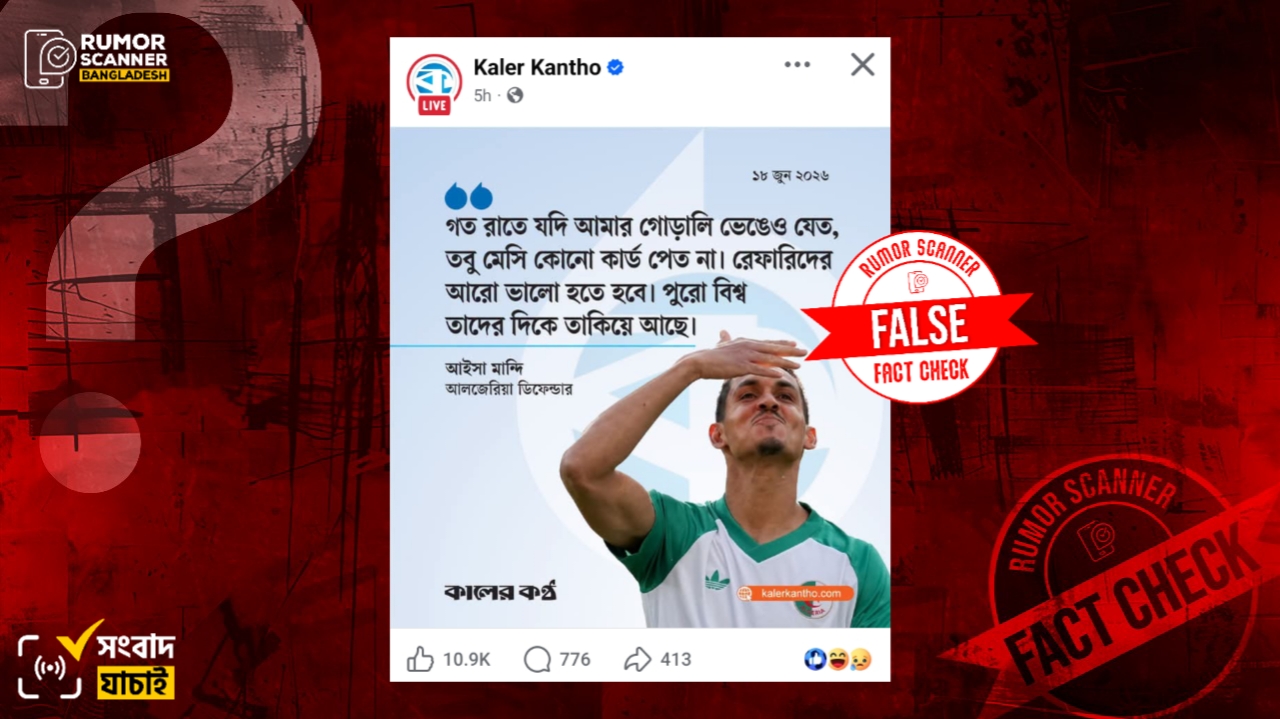 RUMOR
SCANNER
BANGLADESH
Kaler Kantho
LIVE
5h
১৮ জুন ২০২৬
গত রাতে যদি আমার গোড়ালি ভেঙেও যেত,
তবু মেসি কোনো কার্ড পেত না। রেফারিদের
আরো ভালো হতে হবে। পুরো বিশ্ব
তাদের দিকে তাকিয়ে আছে।
আইসা মান্দি
আলজেরিয়া ডিফেন্ডার
RUMOR SCANNER
FALSE
FACT CHECK
কালের কণ্ঠ
kalerkantho.com
10.9K
776
413
RUMOR SCANNER
FACT CHECK
সংবাদ
যাচাই